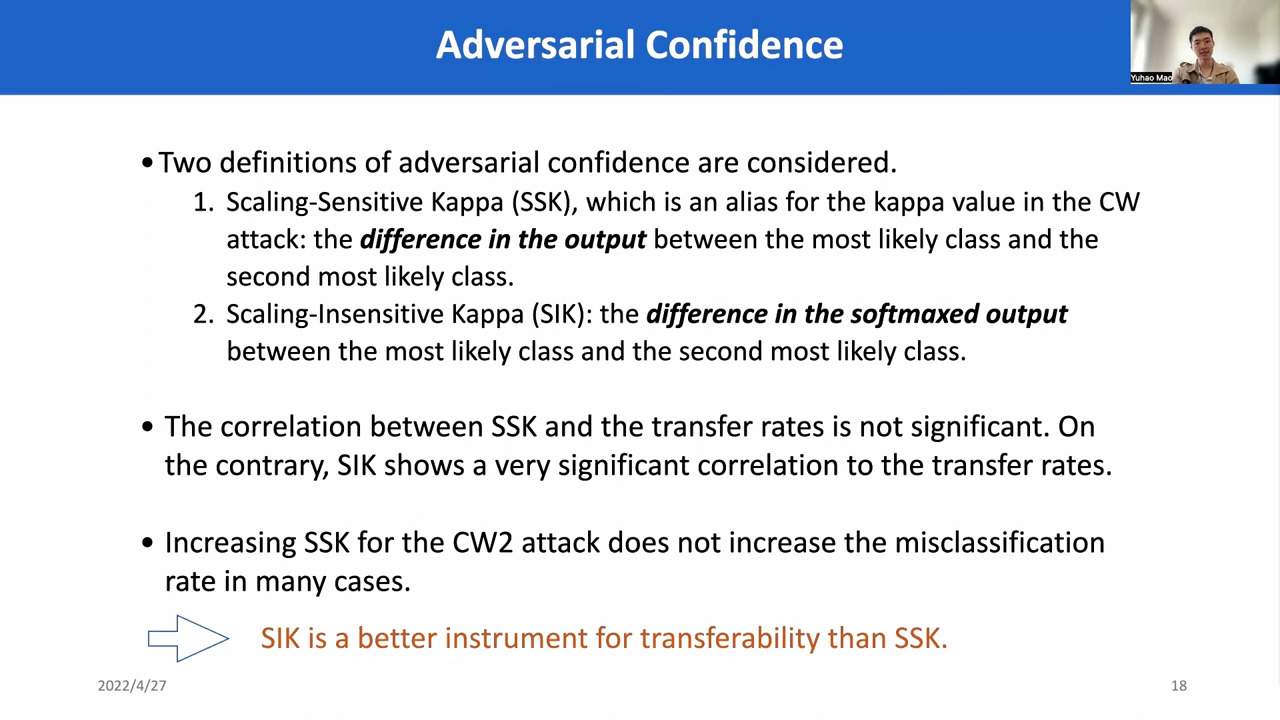 Adversarial Confidence
Yuhao Mao
•Two definitions of adversarial confidence are considered.
1. Scaling-Sensitive Kappa (SSK), which is an alias for the kappa value in the CW
attack: the difference in the output between the most likely class and the
second most likely class.
2. Scaling-Insensitive Kappa (SIK): the difference in the softmaxed output
between the most likely class and the second most likely class.
• The correlation between SSK and the transfer rates is not significant. On
the contrary, SIK shows a very significant correlation to the transfer rates.
• Increasing SSK for the CW2 attack does not increase the misclassification
rate in many cases.
SIK is a better instrument for transferability than SSK.
2022/4/27
18